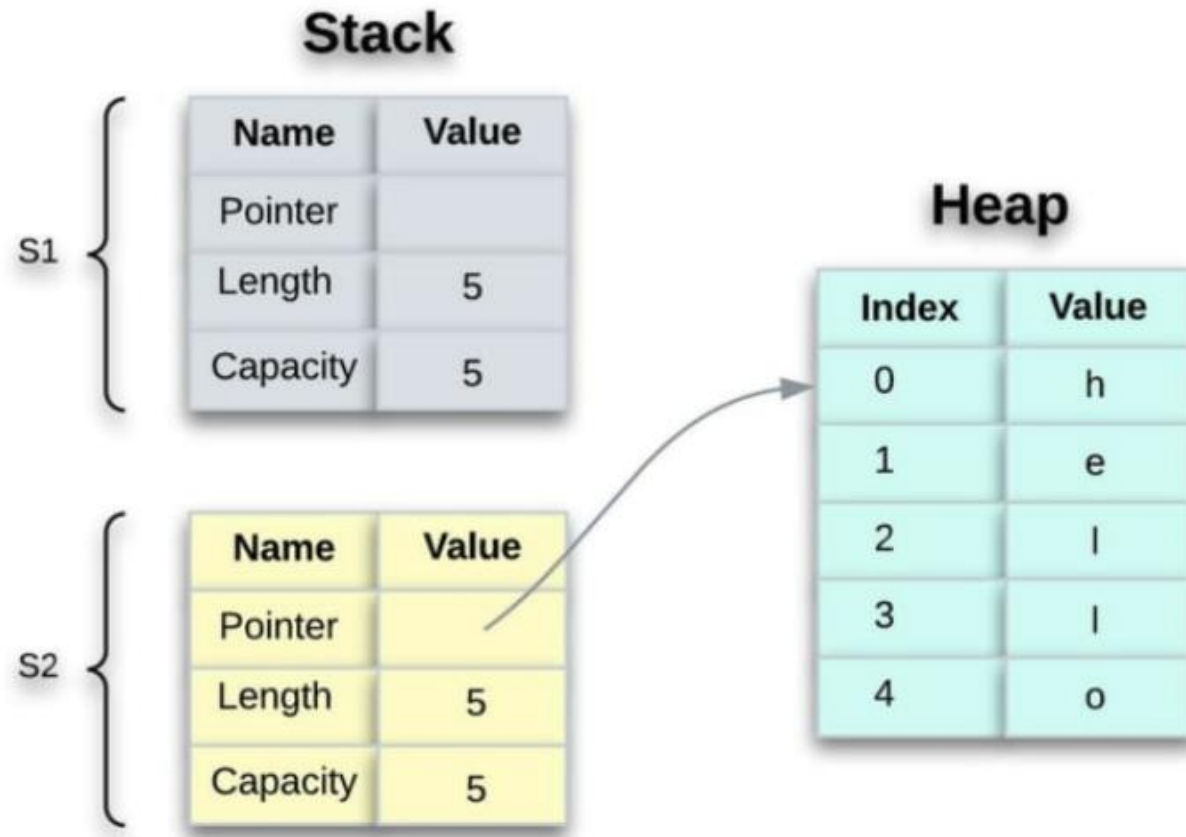 Stack
Name Value
Pointer
S1
Length 5
Capacity 5
Name Value
Pointer
S2
Length 5
Capacity 5
Heap
Index Value
0 h
1 e
2 l
3 l
4 o